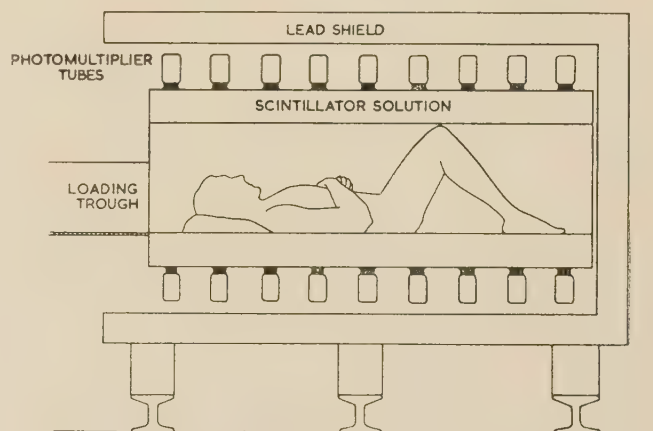 LEAD SHIELD
PHOTOMULTIPLIER
TUBES
SCINTILLATOR SOLUTION
LOADING
TROUGH